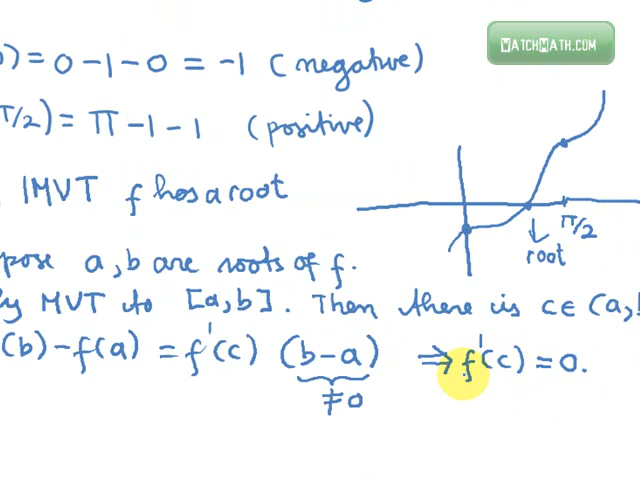 WatchMath.com
) = 0 - 1 - 0 = -1 (negative)
π/2) = π - 1 - 1 (positive)
IMVT f has a root
π/2
root
pose a, b are roots of f.
ly MVT to [a, b]. Then there is c ∈ (a, b
(b) - f(a) = f'(c) (b - a) ⇒ f'(c) = 0.
≠ 0